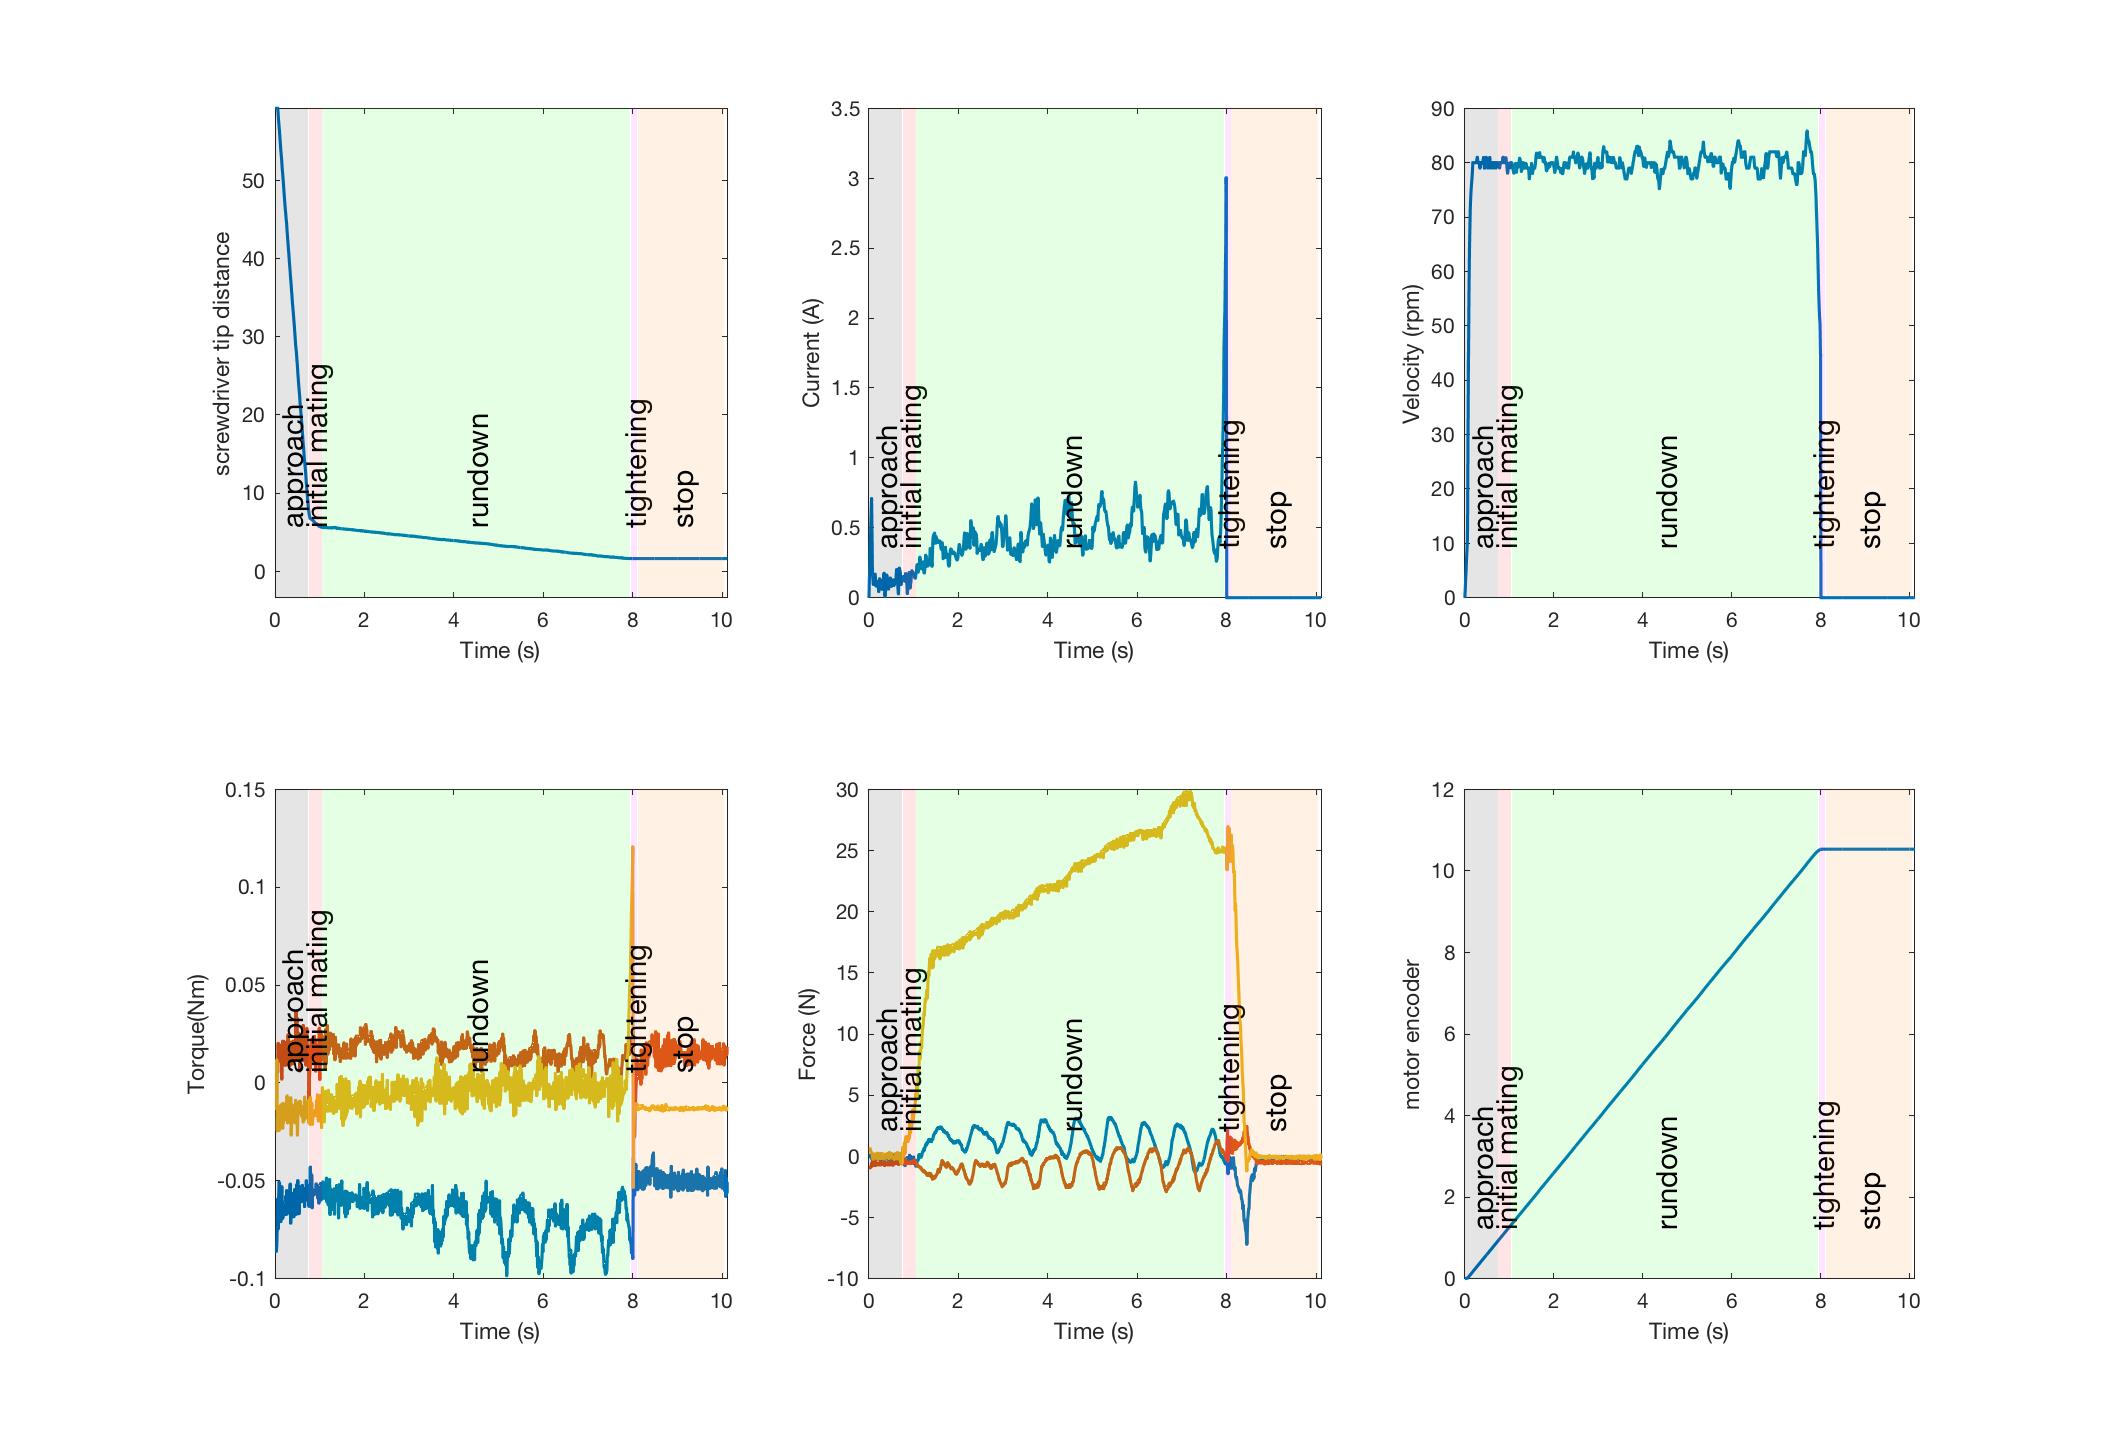 screwdriver tip distance
50
40
30
20
10
0
approach
initial mating
rundown
tightening
stop
0 2 4 6 8 10
Time (s)
Current (A)
3.5
3
2.5
2
1.5
1
0.5
0
approach
initial mating
rundown
tightening
stop
0 2 4 6 8 10
Time (s)
Velocity (rpm)
90
80
70
60
50
40
30
20
10
0
approach
initial mating
rundown
tightening
stop
0 2 4 6 8 10
Time (s)
Torque(Nm)
0.15
0.1
0.05
0
-0.05
-0.1
approach
initial mating
rundown
tightening
stop
0 2 4 6 8 10
Time (s)
Force (N)
30
25
20
15
10
5
0
-5
-10
approach
initial mating
rundown
tightening
stop
0 2 4 6 8 10
Time (s)
motor encoder
12
10
8
6
4
2
0
approach
initial mating
rundown
tightening
stop
0 2 4 6 8 10
Time (s)